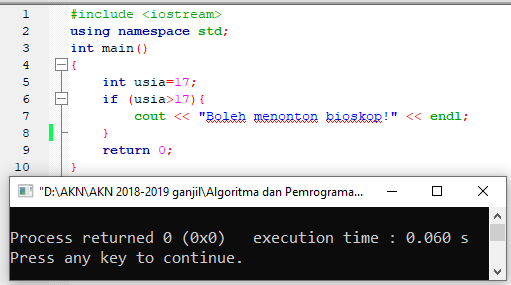 1 #include <iostream>
2 using namespace std;
3 int main()
4 {
5 int usia=17;
6 if (usia>17){
7 cout << "Boleh menonton bioskop!" << endl;
8 }
9 return 0;
10 }
"D:\AKN\AKN 2018-2019 ganjil\Algoritma dan Pemrograma...
Process returned 0 (0x0)   execution time : 0.060 s
Press any key to continue.